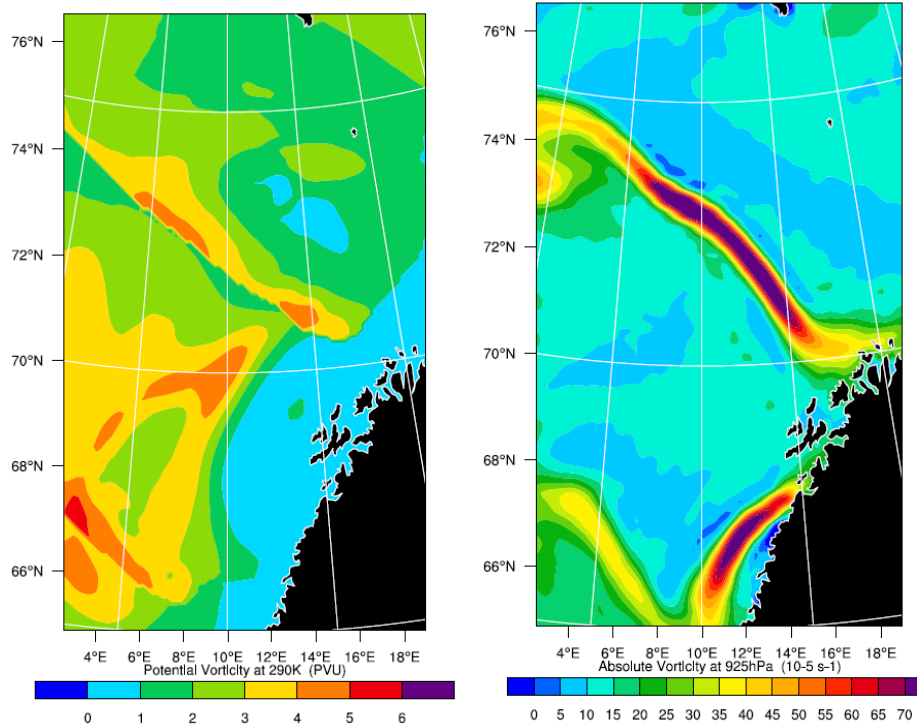 76°N
74°N
72°N
70°N
68°N
66°N
4°E 6°E 8°E 10°E 12°E 14°E 16°E 18°E
Potential Vorticity at 290K (PVU)
0 1 2 3 4 5 6
76°N
74°N
72°N
70°N
68°N
66°N
4°E 6°E 8°E 10°E 12°E 14°E 16°E 18°E
Absolute Vorticity at 925hPa (10-5 s-1)
0 5 10 15 20 25 30 35 40 45 50 55 60 65 70